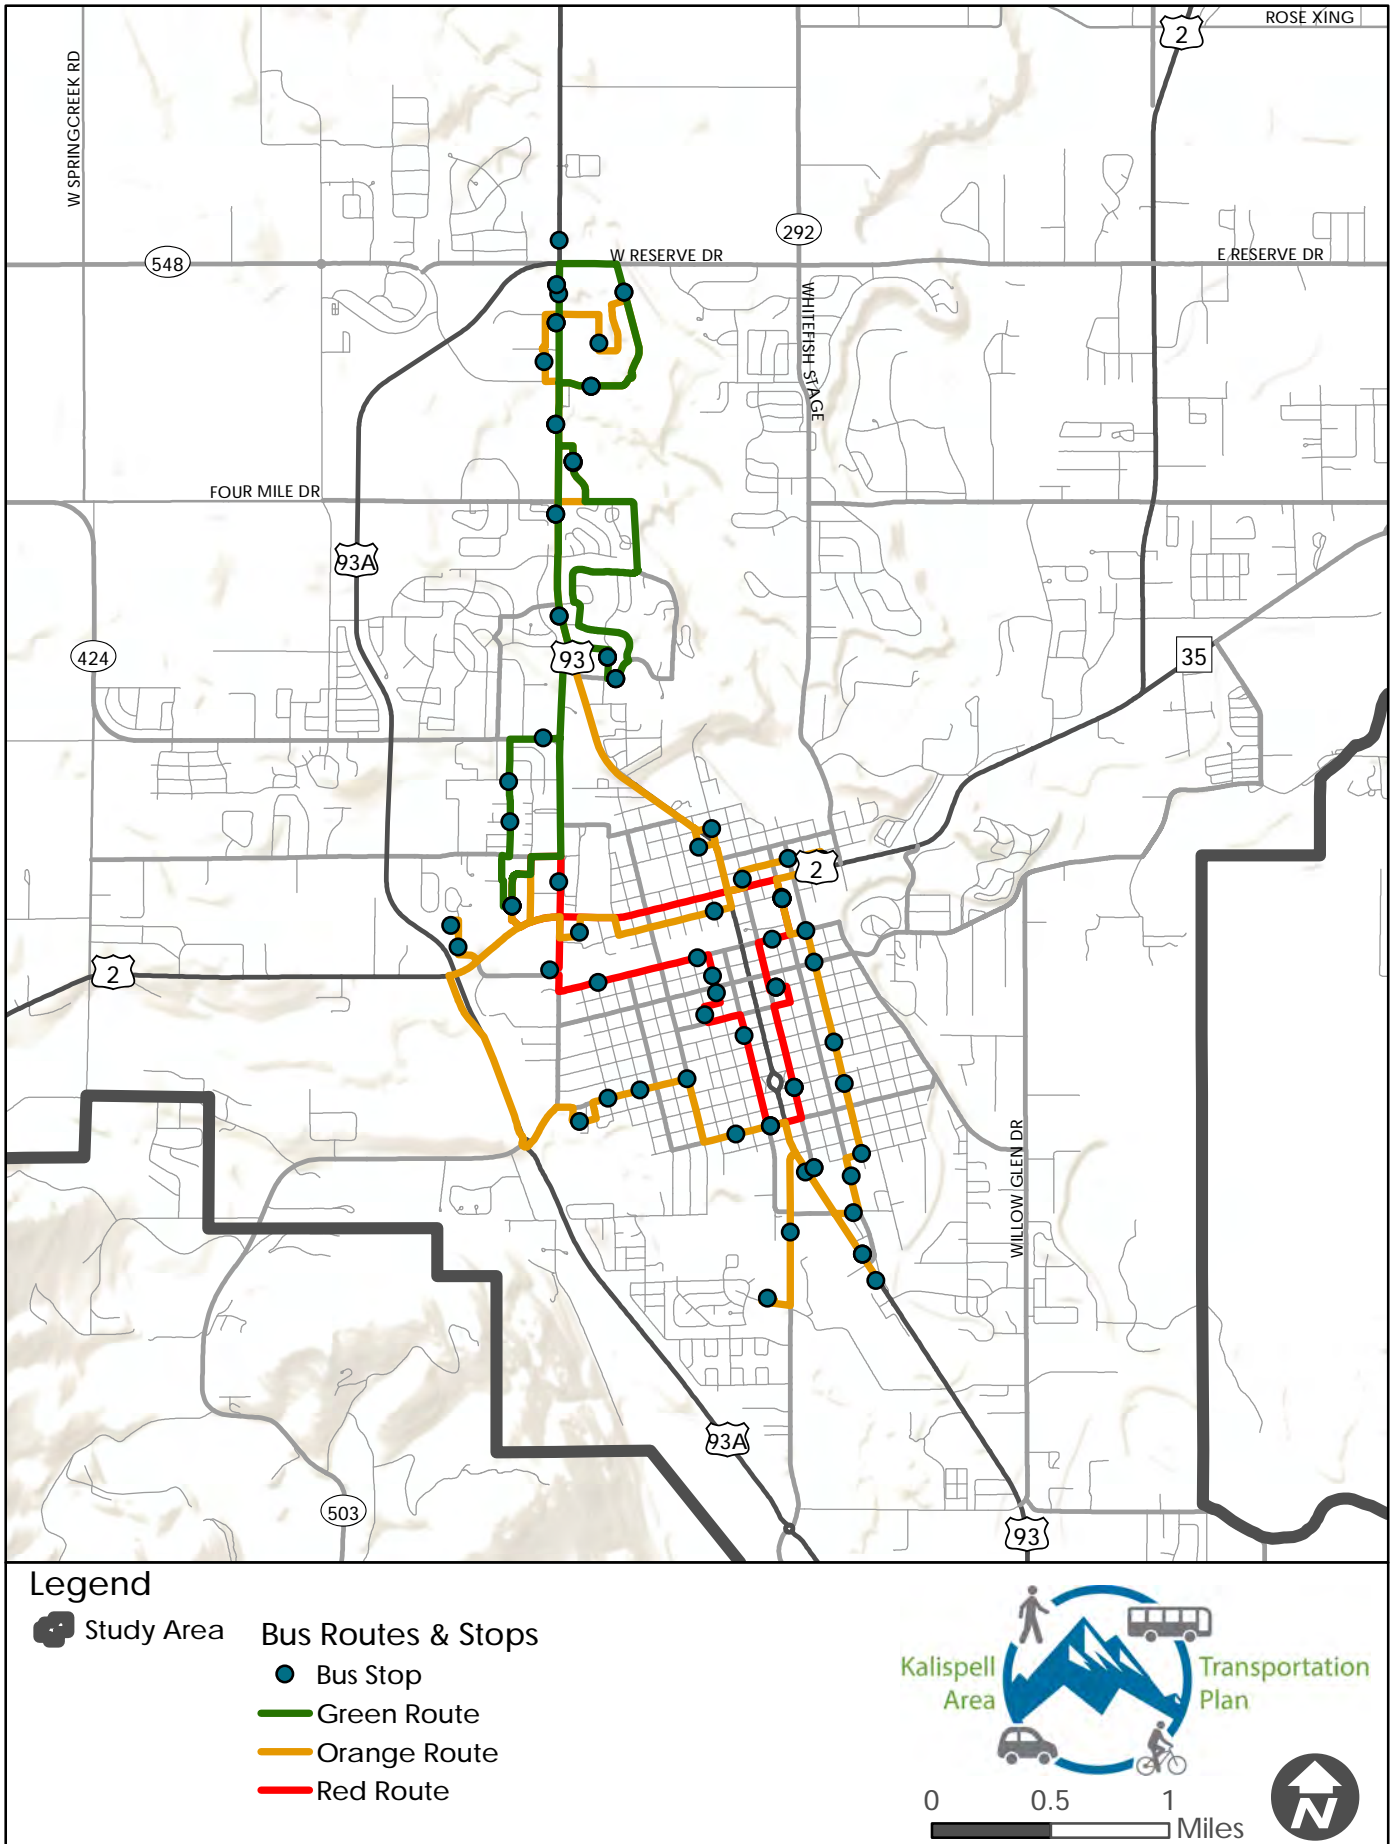 ROSE XING
2
W SPRINGCREEK RD
292
548
W RESERVE DR
E RESERVE DR
WHITEFISH STAGE
FOUR MILE DR
93A
424
93
35
2
2
WILLOW GLEN DR
93A
503
93
Legend
Study Area
Bus Routes & Stops
Bus Stop
Green Route
Orange Route
Red Route
Kalispell
Area
Transportation
Plan
0 0.5 1
Miles
N